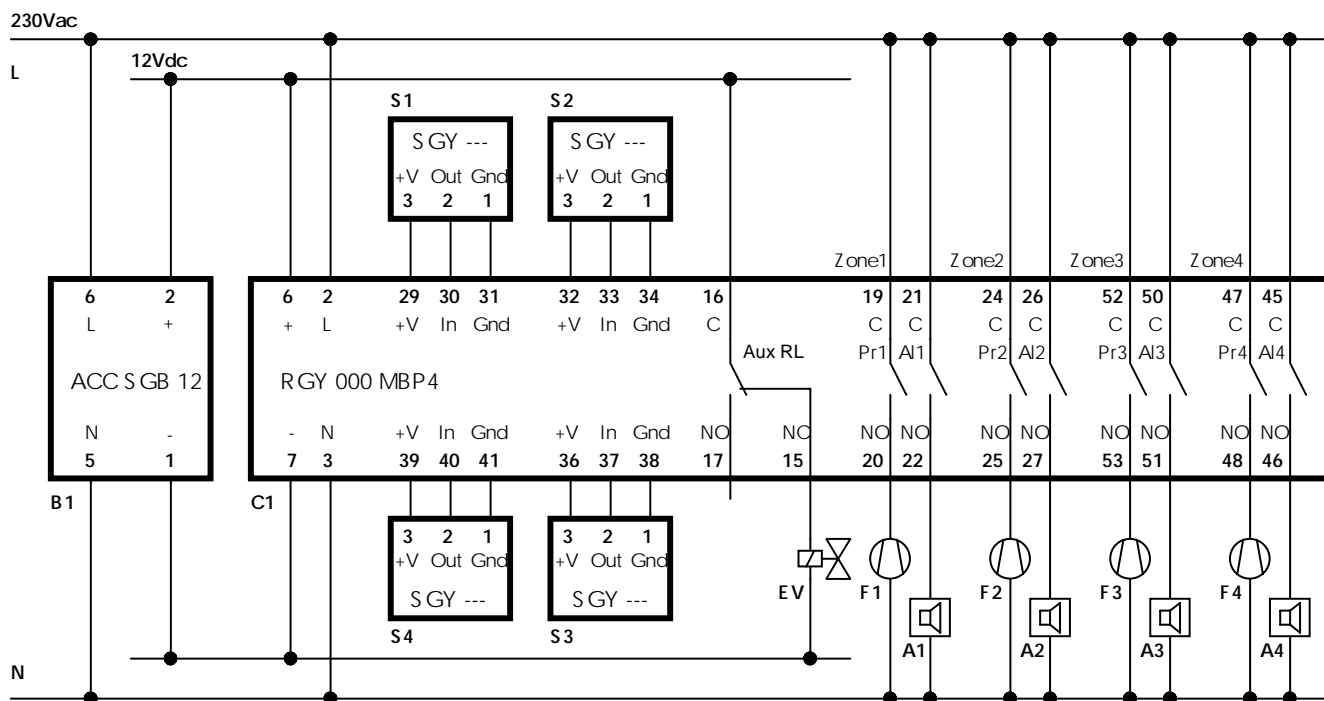 230Vac
L 12Vdc
S1 S2
SGY --- SGY ---
+V Out Gnd +V Out Gnd
3 2 1 3 2 1
Zone1 Zone2 Zone3 Zone4
6 2 6 2 29 30 31 32 33 34 16 19 21 24 26 52 50 47 45
L + + L +V In Gnd +V In Gnd C C C C C C C C C
Aux RL Pr1 Al1 Pr2 Al2 Pr3 Al3 Pr4 Al4
ACC SGB 12 RGY 000 MBP4
N - - N +V In Gnd +V In Gnd NO NC NO NO NO NO NO NO NO NO
5 1 7 3 39 40 41 36 37 38 17 15 20 22 25 27 53 51 48 46
B1 C1
3 2 1 3 2 1
+V Out Gnd +V Out Gnd
EV F1 F2 F3 F4
SGY --- SGY ---
S4 S3
A1 A2 A3 A4
N